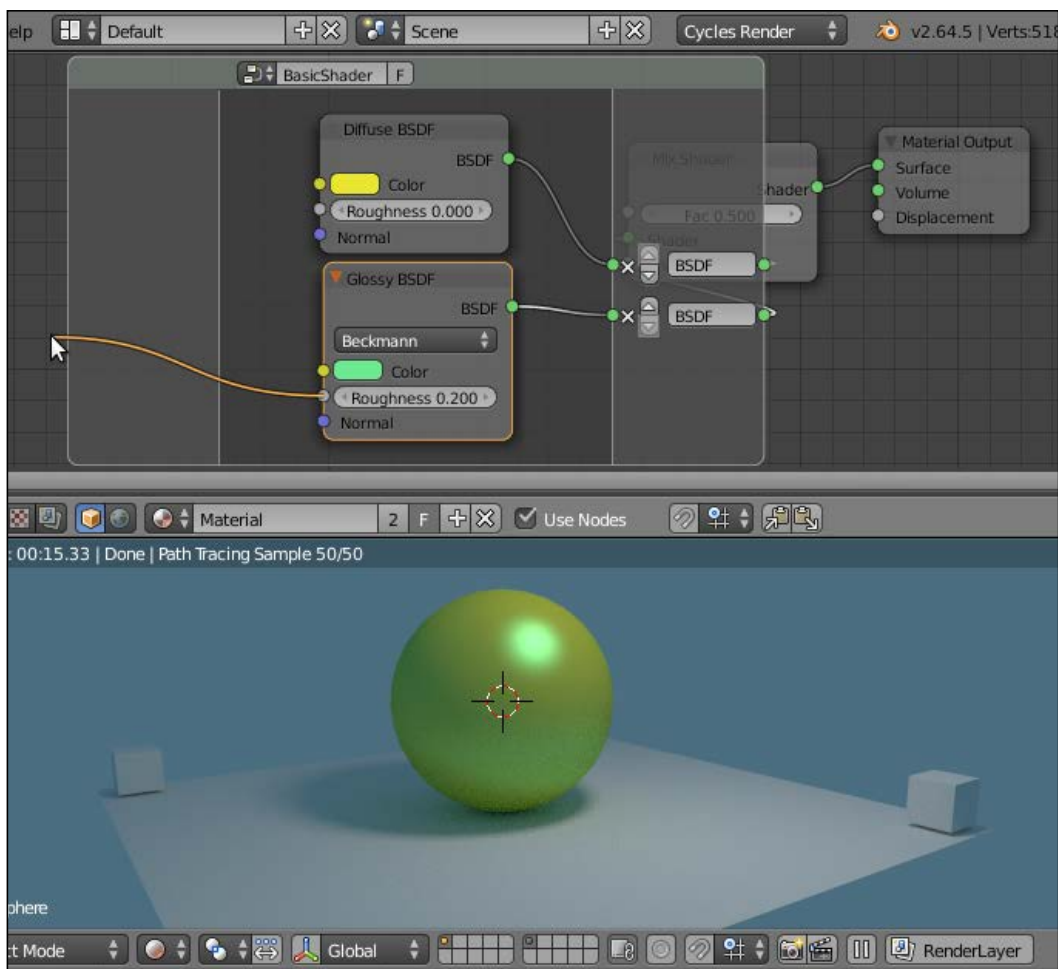 elp
Default
Scene
Cycles Render
v2.64.5 | Verts:518
BasicShader
F
Diffuse BSDF
BSDF
Color
Roughness 0.000
Normal
Glossy BSDF
BSDF
Beckmann
Color
Roughness 0.200
Normal
Mix Shader
Shader
Fac 0.500
Shader
BSDF
BSDF
Material Output
Surface
Volume
Displacement
Material
2
F
Use Nodes
: 00:15.33 | Done | Path Tracing Sample 50/50
phere
ct Mode
Global
RenderLayer